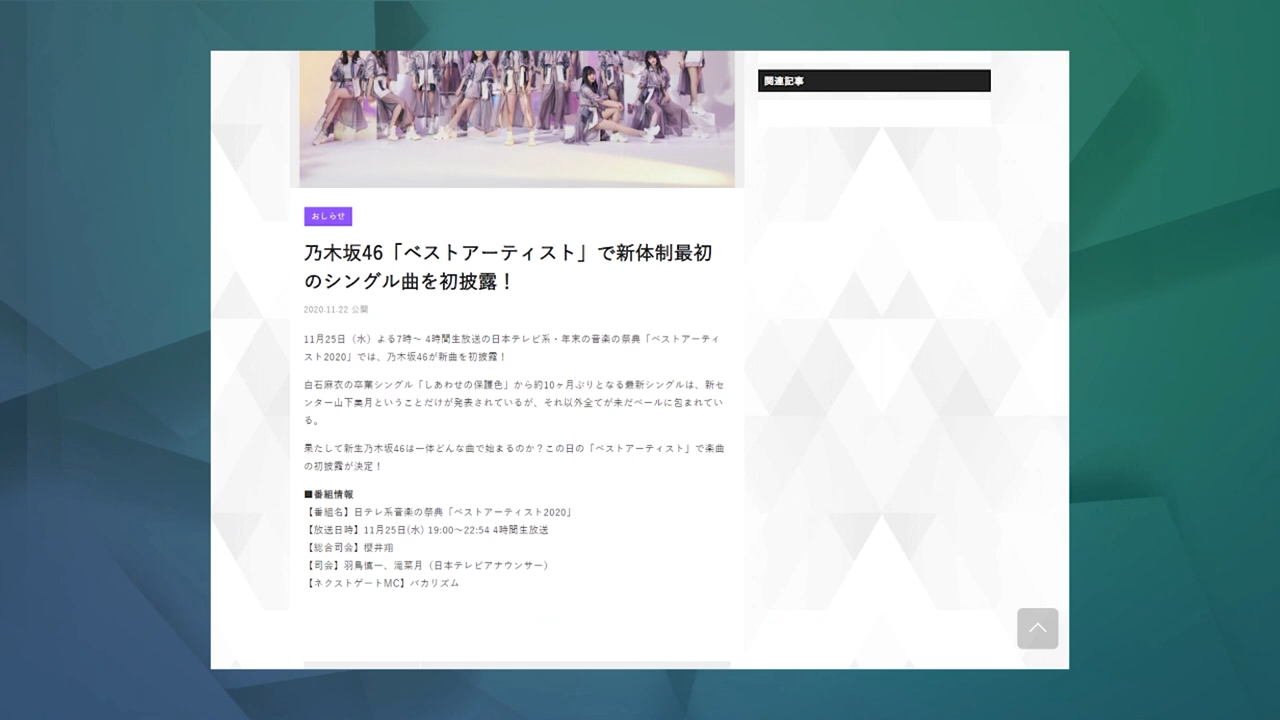 関連記事
おしらせ
乃木坂46「ベストアーティスト」で新体制最初
のシングル曲を初披露！
2020.11.22 公開
11月25日（水）よる7時〜 4時間生放送の日本テレビ系・年末の音楽の祭典「ベストアーティ
スト2020」では、乃木坂46が新曲を初披露！
白石麻衣の卒業シングル「しあわせの保護色」から約10ヶ月ぶりとなる最新シングルは、新セ
ンター山下美月ということだけが発表されているが、それ以外全てが未だベールに包まれてい
る。
果たして新生乃木坂46は一体どんな曲で始まるのか？この日の「ベストアーティスト」で楽曲
の初披露が決定！
■番組情報
【番組名】日テレ系音楽の祭典「ベストアーティスト2020」
【放送日時】11月25日(水) 19:00〜22:54 4時間生放送
【総合司会】櫻井翔
【司会】羽鳥慎一、滝菜月（日本テレビアナウンサー）
【ネクストゲートMC】バカリズム